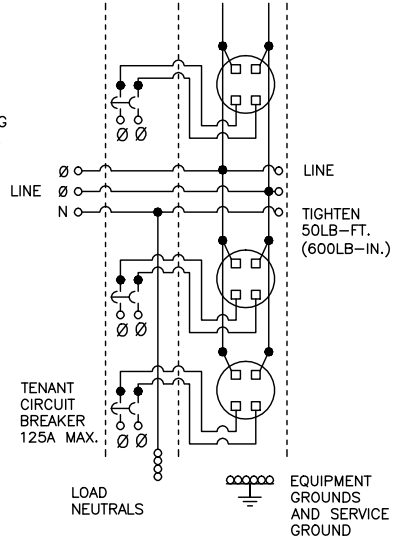 G
Ø Ø
Ø
LINE
LINE Ø
N
TIGHTEN
50LB-FT.
(600LB-IN.)
Ø Ø
TENANT
CIRCUIT
BREAKER
125A MAX.
Ø Ø
LOAD
NEUTRALS
EQUIPMENT
GROUNDS
AND SERVICE
GROUND